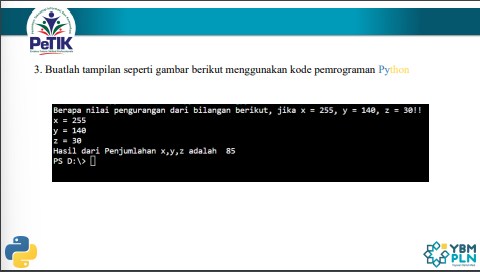 PeTIK
3. Buatlah tampilan seperti gambar berikut menggunakan kode pemrograman Python
Berapa nilai pengurangan dari bilangan berikut, jika x = 255, y = 140, z = 30!!
x = 255
y = 140
z = 30
Hasil dari Penjumlahan x,y,z adalah  85
PS D:\>
YBM
PLN